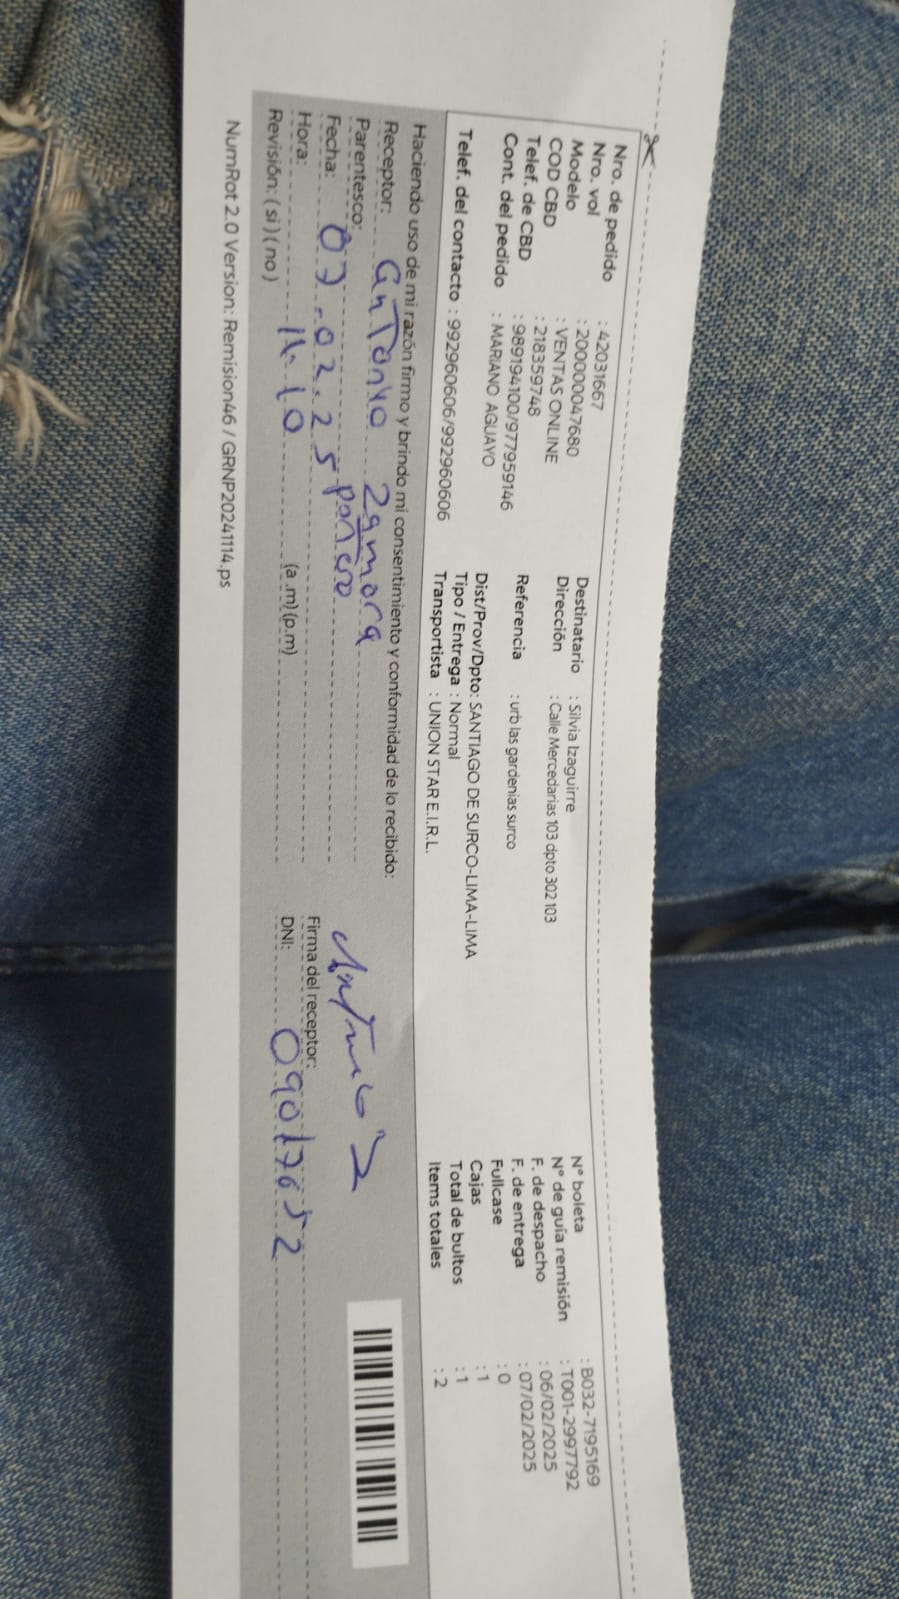 Nro. de pedido : 42031667
Nro. vol : 200000047680
Modelo : VENTAS ONLINE
COD CBD : 218359748
Telef. de CBD : 989194100/977959146
Cont. del pedido : MARIANO AGUAYO
Telef. del contacto : 992960606/992960606
Destinatario : Silvia Izaguirre
Dirección : Calle Mercedarias 103 dpto 302 103
Referencia : urb las gardenias surco
Dist/Prov/Dpto: SANTIAGO DE SURCO-LIMA-LIMA
Tipo / Entrega : Normal
Transportista : UNION STAR E.I.R.L.
N° boleta : B032-7195169
N° de guía remisión : T001-2997792
F. de despacho : 06/02/2025
F. de entrega : 07/02/2025
Fullcase : 0
Cajas : 1
Total de bultos : 1
Items totales : 2
Haciendo uso de mi razón firmo y brindo mi consentimiento y conformidad de lo recibido:
Receptor: AnTonio Zamora
Parentesco: Portero
Fecha: 07.02.25
Hora: 14.10 (a .m) (p.m)
Revisión: ( si ) ( no )
Firma del receptor:
DNI: 09017652
NumRot 2.0 Version: Remision46 / GRNP20241114.ps